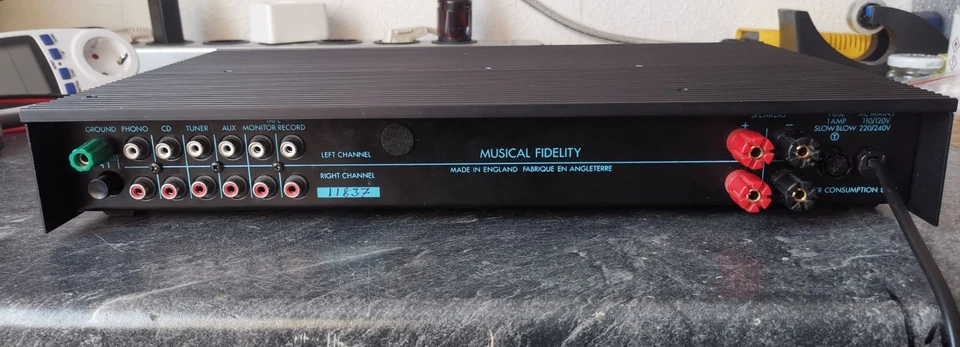 GROUND PHONO CD TUNER AUX TAPE MONITOR RECORD
LEFT CHANNEL
RIGHT CHANNEL
11837
MUSICAL FIDELITY
MADE IN ENGLAND FABRIQUE EN ANGLETERRE
SPEAKERS
+ −
FUSE
1 AMP
SLOW BLOW
T
AC MAINS
110/120V
220/240V
CONSUMPTION